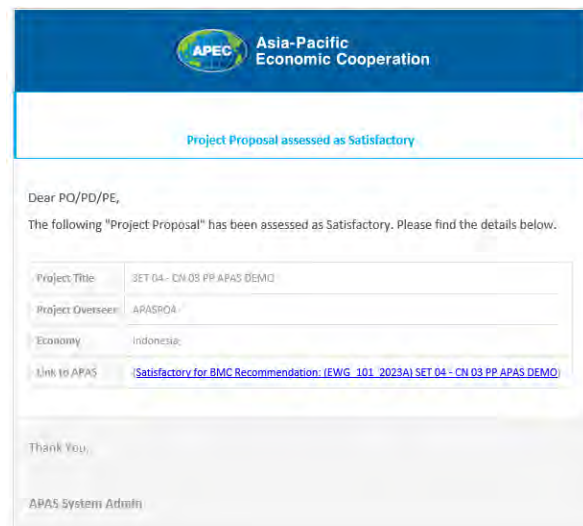 APEC
Asia-Pacific
Economic Cooperation
Project Proposal assessed as Satisfactory
Dear PO/PD/PE,
The following "Project Proposal" has been assessed as Satisfactory. Please find the details below.
Project Title SET 04 - CN 03 PP APAS DEMO
Project Overseer APASPOA
Economy Indonesia;
Link to APAS (Satisfactory for BMC Recommendation: (EWG_101_2023A) SET 04 - CN 03 PP APAS DEMO)
Thank You,
APAS System Admin